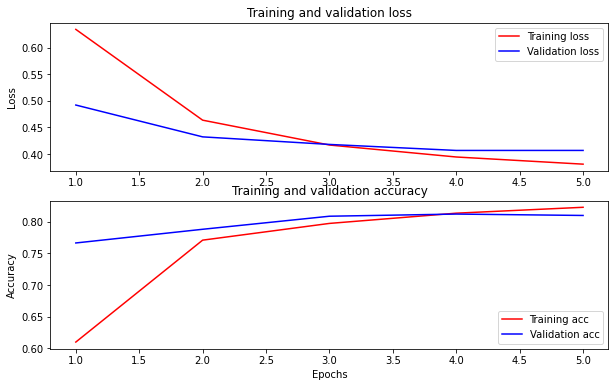 Training and validation loss
0.60
0.55
0.50
0.45
0.40
Loss
Training loss
Validation loss
1.0 1.5 2.0 2.5 3.0 3.5 4.0 4.5 5.0
Training and validation accuracy
0.80
0.75
0.70
0.65
0.60
Accuracy
Training acc
Validation acc
1.0 1.5 2.0 2.5 3.0 3.5 4.0 4.5 5.0
Epochs